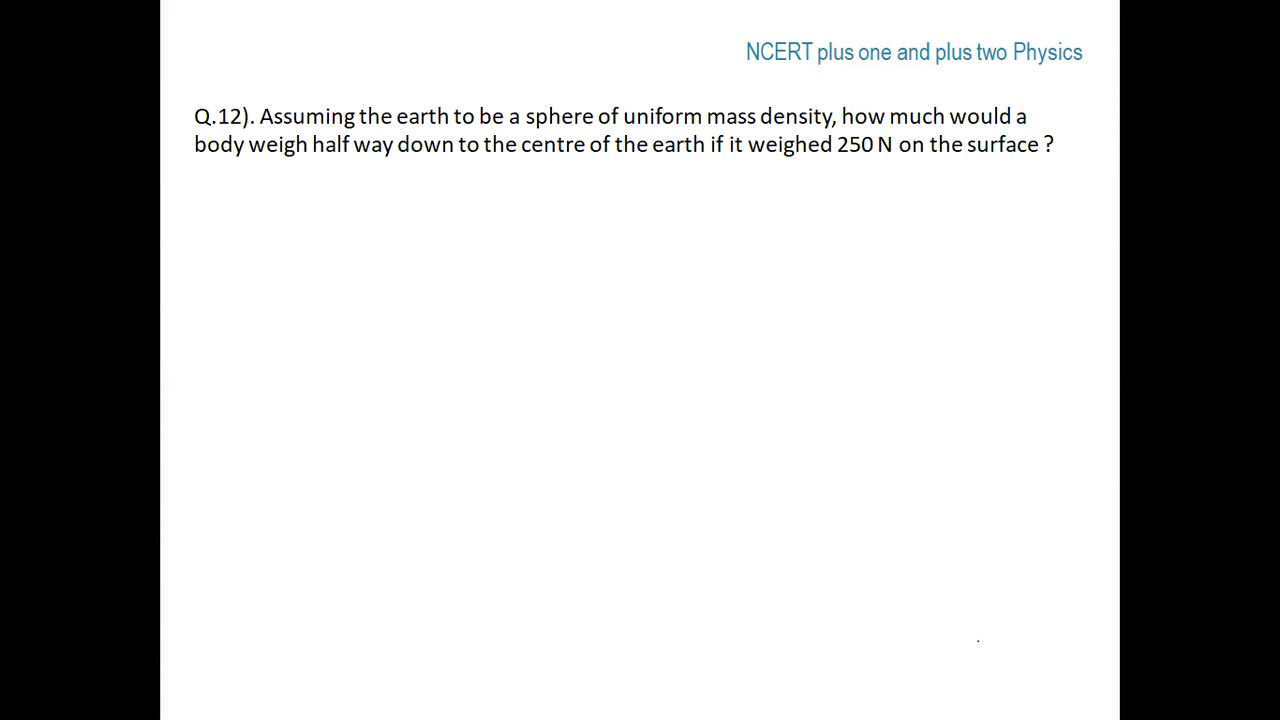 NCERT plus one and plus two Physics
Q.12). Assuming the earth to be a sphere of uniform mass density, how much would a
body weigh half way down to the centre of the earth if it weighed 250 N on the surface ?